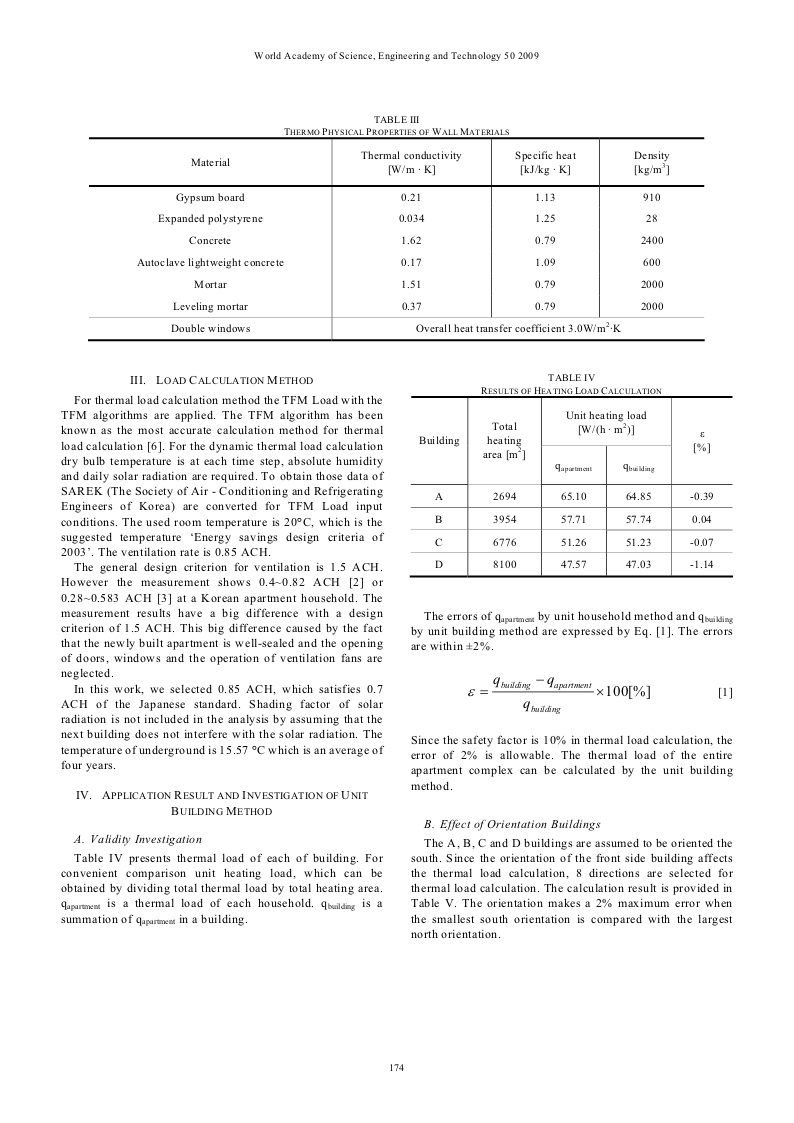 World Academy of Science, Engineering and Technology 50 2009
TABLE III
THERMO PHYSICAL PROPERTIES OF WALL MATERIALS
Material Thermal conductivity [W/m · K] Specific heat [kJ/kg · K] Density [kg/m³]
Gypsum board 0.21 1.13 910
Expanded polystyrene 0.034 1.25 28
Concrete 1.62 0.79 2400
Autoclave lightweight concrete 0.17 1.09 600
Mortar 1.51 0.79 2000
Leveling mortar 0.37 0.79 2000
Double windows Overall heat transfer coefficient 3.0W/m²·K
III. LOAD CALCULATION METHOD
For thermal load calculation method the TFM Load with the
TFM algorithms are applied. The TFM algorithm has been
known as the most accurate calculation method for thermal
load calculation [6]. For the dynamic thermal load calculation
dry bulb temperature is at each time step, absolute humidity
and daily solar radiation are required. To obtain those data of
SAREK (The Society of Air - Conditioning and Refrigerating
Engineers of Korea) are converted for TFM Load input
conditions. The used room temperature is 20°C, which is the
suggested temperature ‘Energy savings design criteria of
2003’. The ventilation rate is 0.85 ACH.
The general design criterion for ventilation is 1.5 ACH.
However the measurement shows 0.4~0.82 ACH [2] or
0.28~0.583 ACH [3] at a Korean apartment household. The
measurement results have a big difference with a design
criterion of 1.5 ACH. This big difference caused by the fact
that the newly built apartment is well-sealed and the opening
of doors, windows and the operation of ventilation fans are
neglected.
In this work, we selected 0.85 ACH, which satisfies 0.7
ACH of the Japanese standard. Shading factor of solar
radiation is not included in the analysis by assuming that the
next building does not interfere with the solar radiation. The
temperature of underground is 15.57 °C which is an average of
four years.
IV. APPLICATION RESULT AND INVESTIGATION OF UNIT
BUILDING METHOD
A. Validity Investigation
Table IV presents thermal load of each of building. For
convenient comparison unit heating load, which can be
obtained by dividing total thermal load by total heating area.
qapartment is a thermal load of each household. qbuilding is a
summation of qapartment in a building.
TABLE IV
RESULTS OF HEATING LOAD CALCULATION
Building Total heating area [m²] Unit heating load [W/(h · m²)] ε [%]
qapartment qbuilding
A 2694 65.10 64.85 -0.39
B 3954 57.71 57.74 0.04
C 6776 51.26 51.23 -0.07
D 8100 47.57 47.03 -1.14
The errors of qapartment by unit household method and qbuilding
by unit building method are expressed by Eq. [1]. The errors
are within ±2%.
ε = (qbuilding − qapartment) / qbuilding × 100[%] [1]
Since the safety factor is 10% in thermal load calculation, the
error of 2% is allowable. The thermal load of the entire
apartment complex can be calculated by the unit building
method.
B. Effect of Orientation Buildings
The A, B, C and D buildings are assumed to be oriented the
south. Since the orientation of the front side building affects
the thermal load calculation, 8 directions are selected for
thermal load calculation. The calculation result is provided in
Table V. The orientation makes a 2% maximum error when
the smallest south orientation is compared with the largest
north orientation.
174